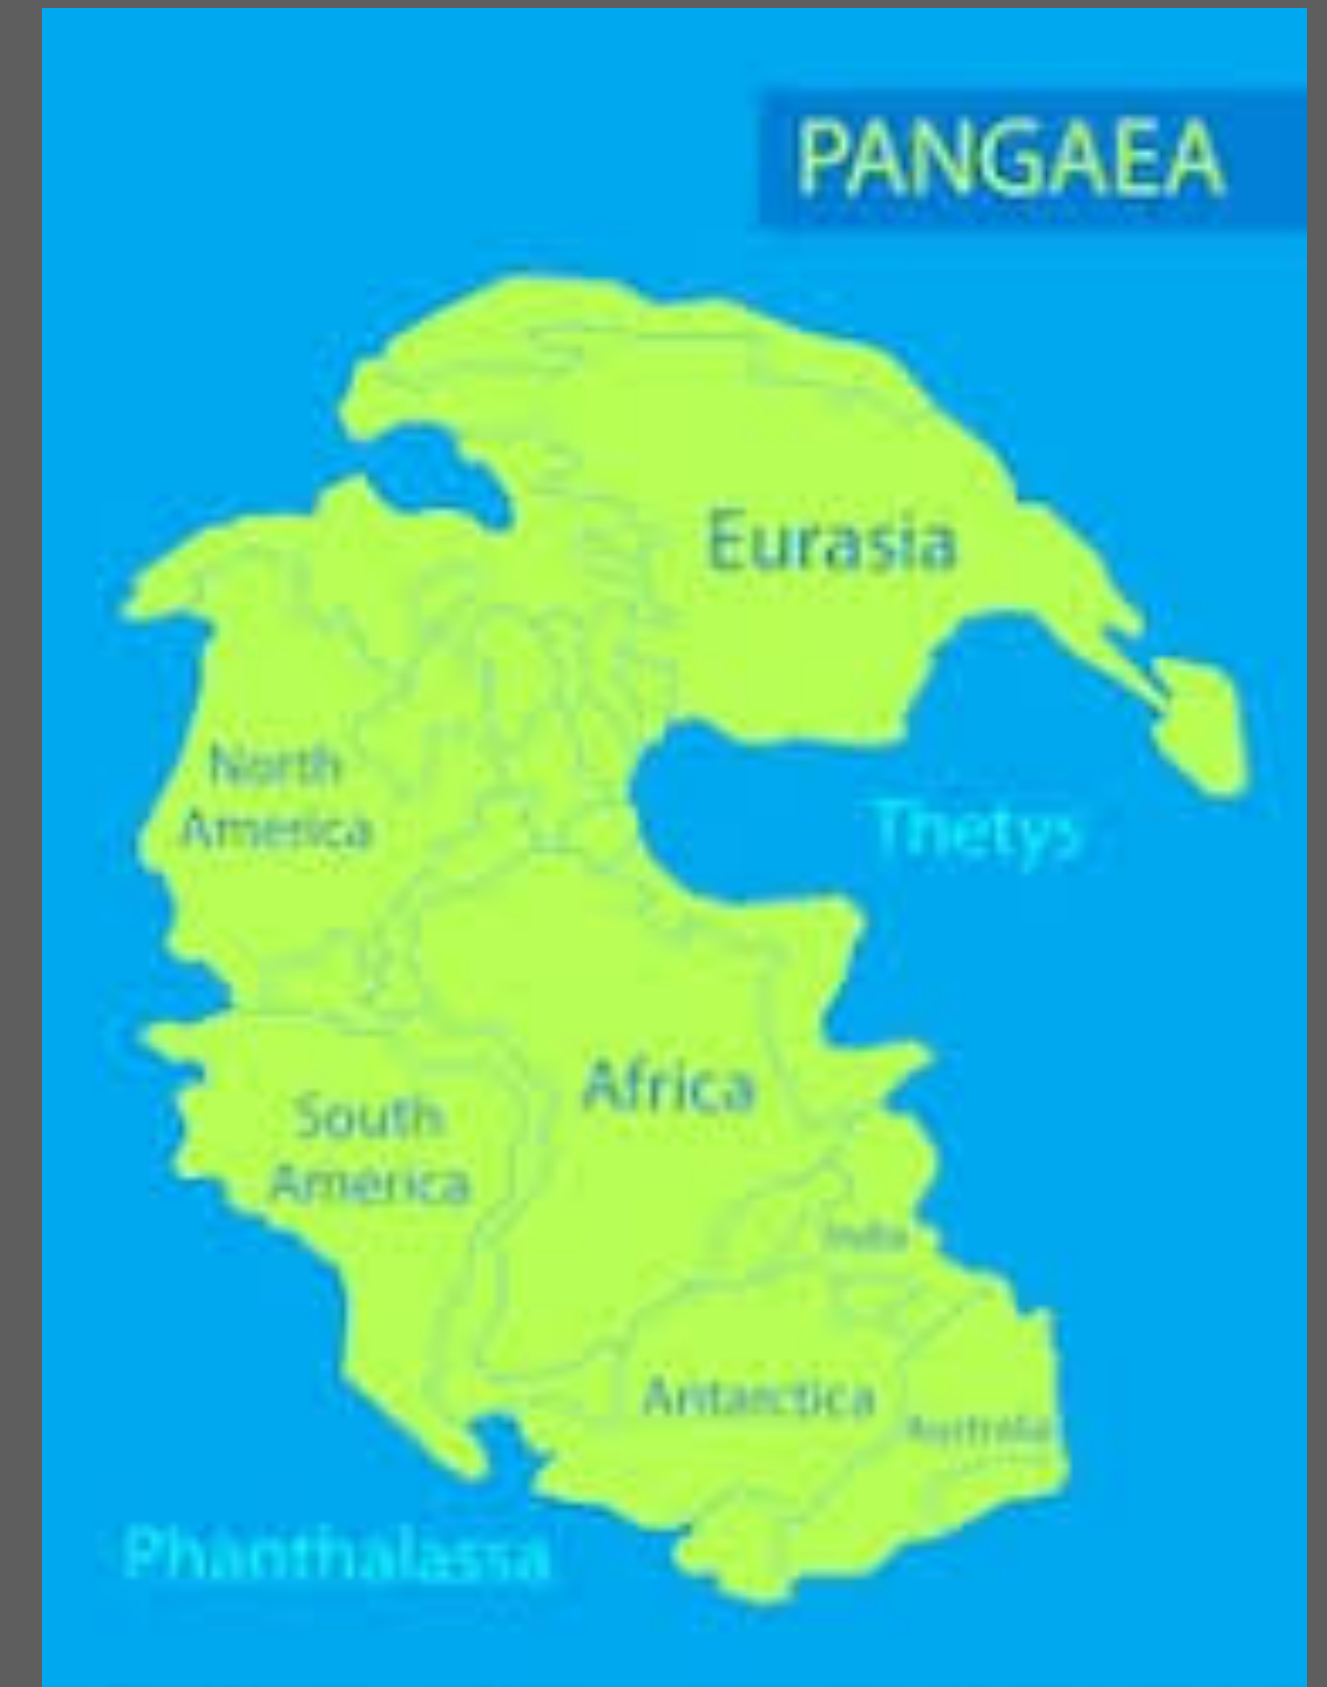 PANGAEA
Eurasia
North
America
Thetys
Africa
South
America
India
Antarctica
Australia
Phanthalassa